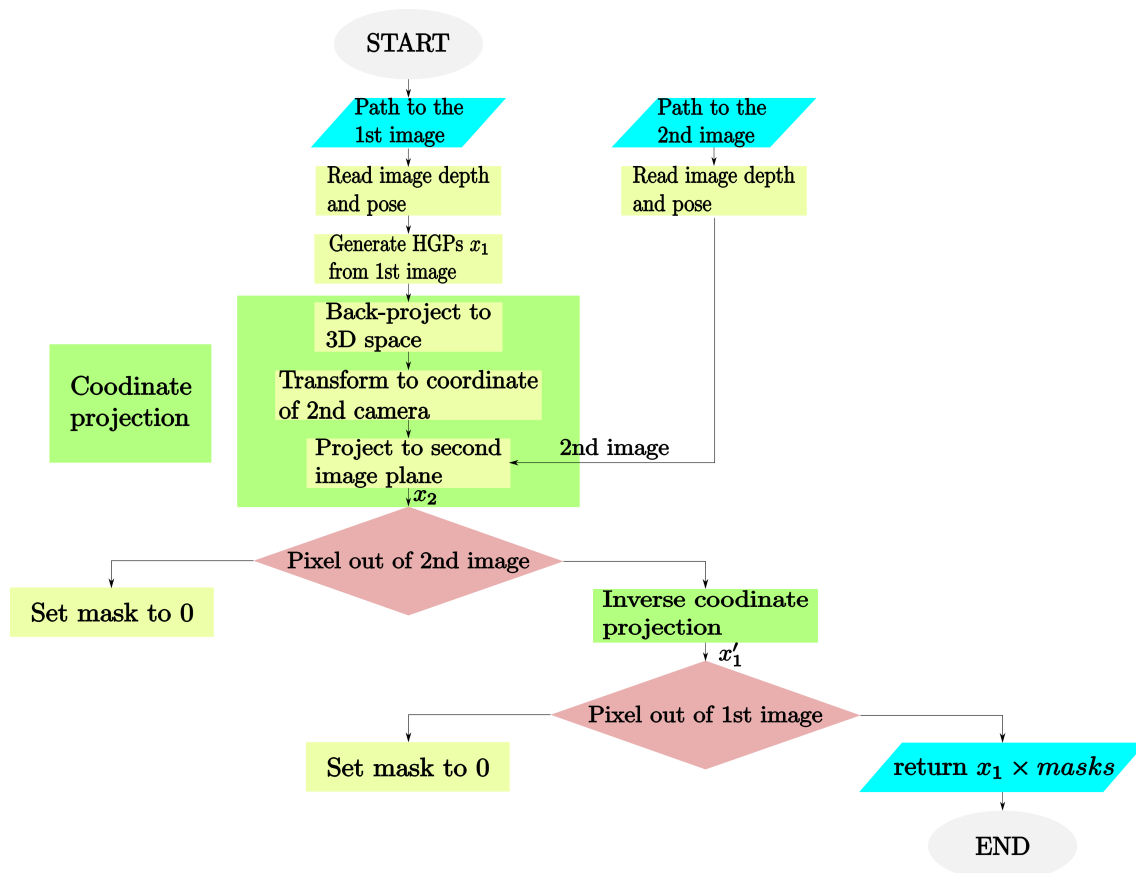 START
Path to the
1st image
Path to the
2nd image
Read image depth
and pose
Read image depth
and pose
Generate HGPs x₁
from 1st image
Back-project to
3D space
Coodinate
projection
Transform to coordinate
of 2nd camera
Project to second
image plane
2nd image
x₂
Pixel out of 2nd image
Set mask to 0
Inverse coodinate
projection
x′₁
Pixel out of 1st image
Set mask to 0
return x₁ × masks
END